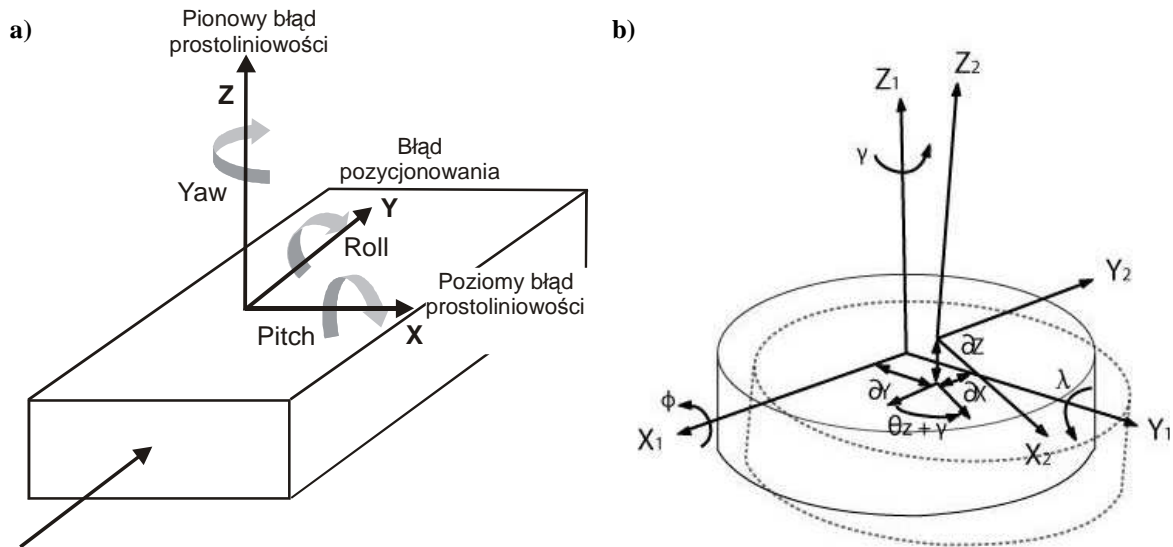 a)
Pionowy błąd
prostoliniowości
Z
Yaw
Błąd
pozycjonowania
Y
Roll
Poziomy błąd
prostoliniowości
Pitch
X
b)
Z₁
Z₂
γ
Y₂
∂Z
∂Y
∂X
λ
ϕ
θz + γ
X₁
X₂
Y₁